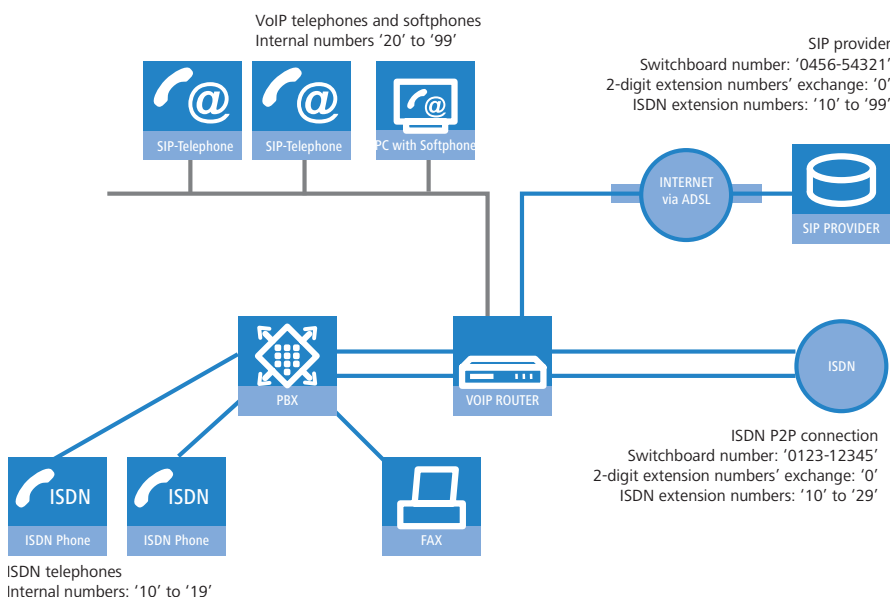 VoIP telephones and softphones
Internal numbers '20' to '99'
SIP provider
Switchboard number: '0456-54321'
2-digit extension numbers' exchange: '0'
ISDN extension numbers: '10' to '99'
@
@
@
SIP-Telephone
SIP-Telephone
PC with Softphone
INTERNET
via ADSL
SIP PROVIDER
PBX
VOIP ROUTER
ISDN
ISDN P2P connection
Switchboard number: '0123-12345'
2-digit extension numbers' exchange: '0'
ISDN extension numbers: '10' to '29'
ISDN
ISDN
ISDN Phone
ISDN Phone
FAX
ISDN telephones
Internal numbers: '10' to '19'